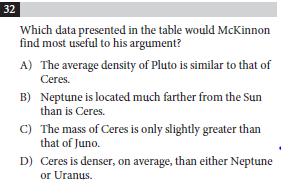 32
Which data presented in the table would McKinnon
find most useful to his argument?
A) The average density of Pluto is similar to that of
Ceres.
B) Neptune is located much farther from the Sun
than is Ceres.
C) The mass of Ceres is only slightly greater than
that of Juno.
D) Ceres is denser, on average, than either Neptune
or Uranus.